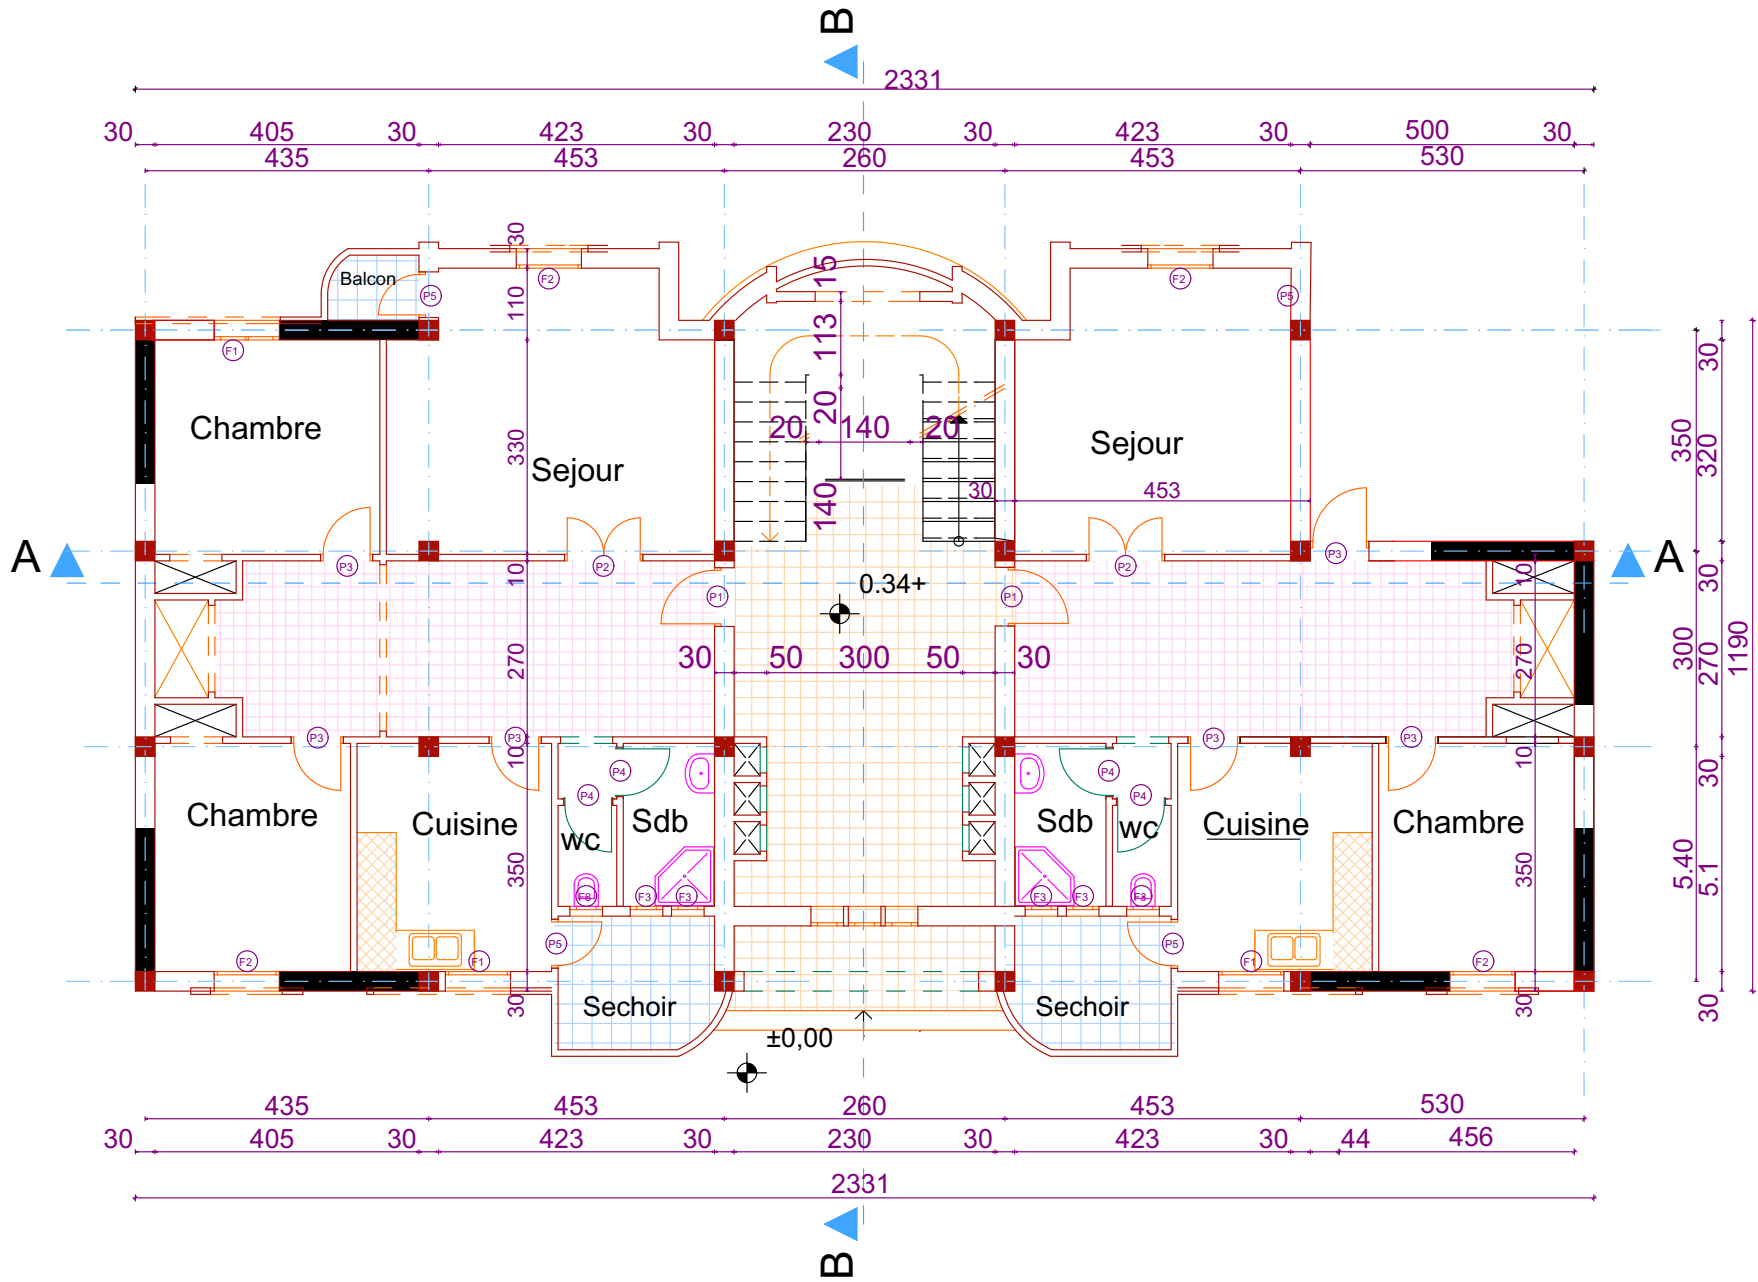 B
2331
30 405 30 423 30 230 30 423 30 500 30
435 453 260 453 530
30
15
Balcon
F2
F2
P5
P5
110
113
30
F1
20
Chambre
20 140 20
Sejour
350
320
330
Sejour
30 453
140
A
P3
P2
P2
P3
A
10
0.34+
10
30
P1
P1
30 50 300 50 30
270
270
300
270
1190
P3
P3
P3
P3
10
10
P4
P4
30
P4
P4
Chambre
Cuisine
wc
Sdb
Sdb
wc
Cuisine
Chambre
350
350
5.40
5.1
F3
F3
F3
F3
F3
F3
P5
P5
F2
F1
F1
F2
30
Sechoir
Sechoir
30
30
±0,00
435 453 260 453 530
30 405 30 423 30 230 30 423 30 44 456
2331
B